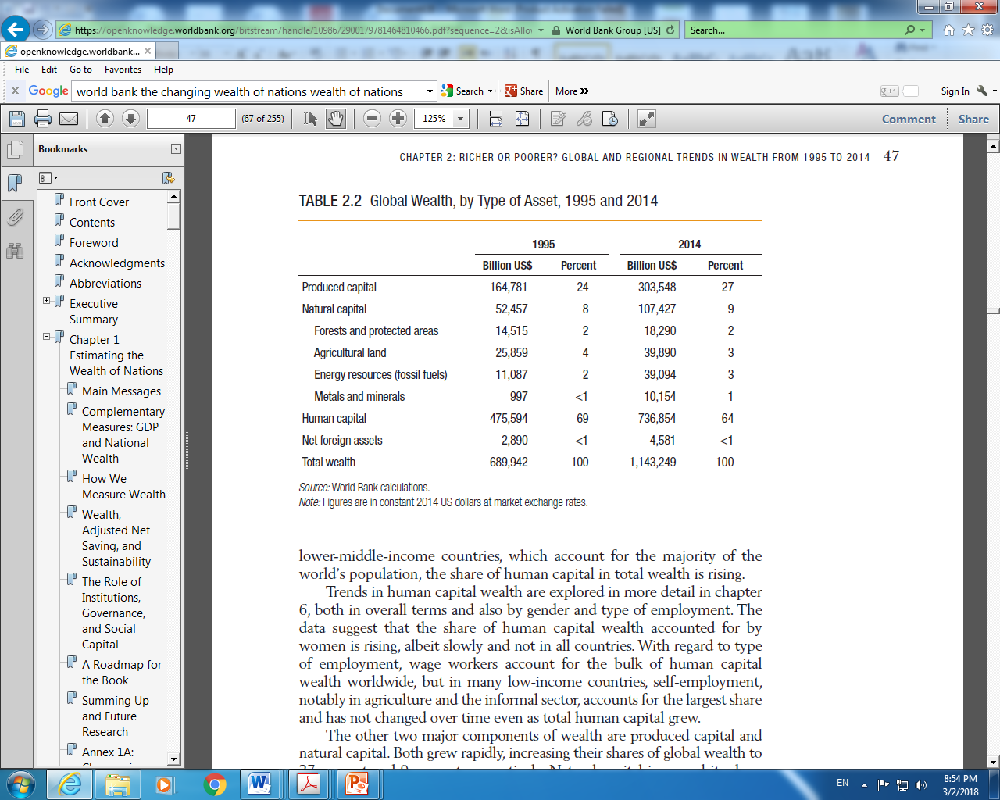 https://openknowledge.worldbank.org/bitstream/handle/10986/29001/9781464810466.pdf?sequence=2&isAllo
World Bank Group [US]
Search...
openknowledge.worldbank...
File Edit Go to Favorites Help
x Google world bank the changing wealth of nations wealth of nations Search Share More »
+1 Sign In
47 (67 of 255) 125% Comment Share
Bookmarks
Front Cover
Contents
Foreword
Acknowledgments
Abbreviations
Executive
Summary
Chapter 1
Estimating the
Wealth of Nations
Main Messages
Complementary
Measures: GDP
and National
Wealth
How We
Measure Wealth
Wealth,
Adjusted Net
Saving, and
Sustainability
The Role of
Institutions,
Governance,
and Social
Capital
A Roadmap for
the Book
Summing Up
and Future
Research
Annex 1A:
CHAPTER 2: RICHER OR POORER? GLOBAL AND REGIONAL TRENDS IN WEALTH FROM 1995 TO 2014 47
TABLE 2.2 Global Wealth, by Type of Asset, 1995 and 2014
1995 2014
Billion US$ Percent Billion US$ Percent
Produced capital 164,781 24 303,548 27
Natural capital 52,457 8 107,427 9
Forests and protected areas 14,515 2 18,290 2
Agricultural land 25,859 4 39,890 3
Energy resources (fossil fuels) 11,087 2 39,094 3
Metals and minerals 997 <1 10,154 1
Human capital 475,594 69 736,854 64
Net foreign assets –2,890 <1 –4,581 <1
Total wealth 689,942 100 1,143,249 100
Source: World Bank calculations.
Note: Figures are in constant 2014 US dollars at market exchange rates.
lower-middle-income countries, which account for the majority of the
world's population, the share of human capital in total wealth is rising.
Trends in human capital wealth are explored in more detail in chapter
6, both in overall terms and also by gender and type of employment. The
data suggest that the share of human capital wealth accounted for by
women is rising, albeit slowly and not in all countries. With regard to type
of employment, wage workers account for the bulk of human capital
wealth worldwide, but in many low-income countries, self-employment,
notably in agriculture and the informal sector, accounts for the largest share
and has not changed over time even as total human capital grew.
The other two major components of wealth are produced capital and
natural capital. Both grew rapidly, increasing their shares of global wealth to
EN
8:54 PM
3/2/2018